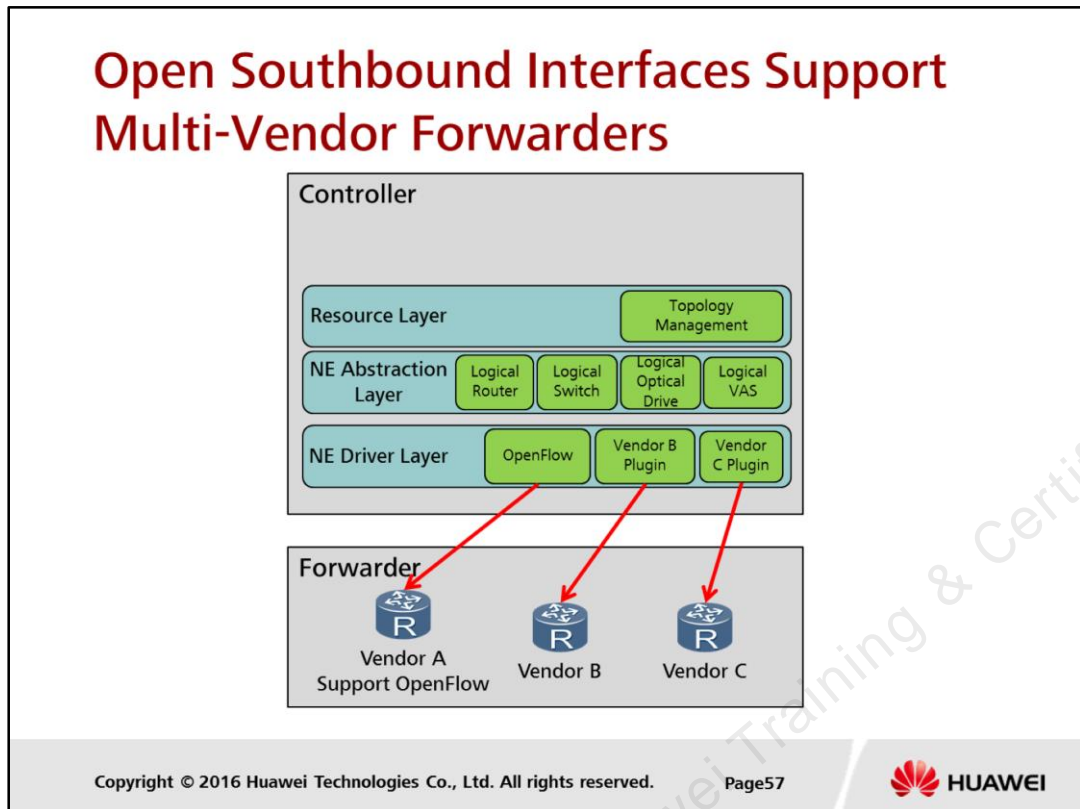 Open Southbound Interfaces Support
Multi-Vendor Forwarders
Controller
Resource Layer
Topology
Management
NE Abstraction
Layer
Logical
Router
Logical
Switch
Logical
Optical
Drive
Logical
VAS
NE Driver Layer
OpenFlow
Vendor B
Plugin
Vendor
C Plugin
Forwarder
R
Vendor A
Support OpenFlow
R
Vendor B
R
Vendor C
Training &
Copyright © 2016 Huawei Technologies Co., Ltd. All rights reserved.
Page57
HUAWEI